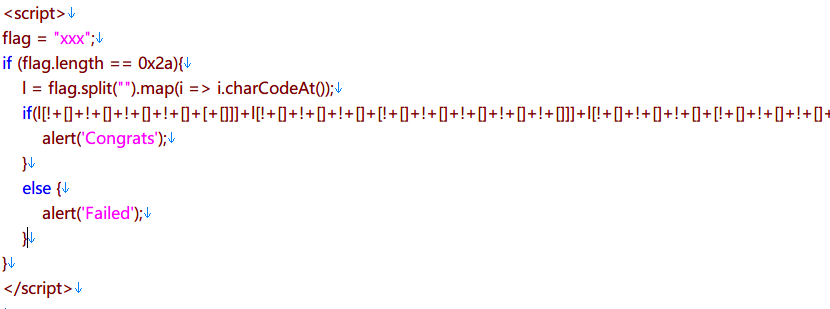 <script>↓
flag = "xxx";↓
if (flag.length == 0x2a){↓
l = flag.split("").map(i => i.charCodeAt());↓
if(l[!+[]+!+[]+!+[]+!+[]+[+[]]]+l[!+[]+!+[]+!+[]+[!+[]+!+[]+!+[]+!+[]+!+[]]]+l[!+[]+!+[]+!+[]+[!+[]+!+[]+!+[]+
alert('Congrats');↓
}↓
else {↓
alert('Failed');↓
}↓
}↓
</script>↓